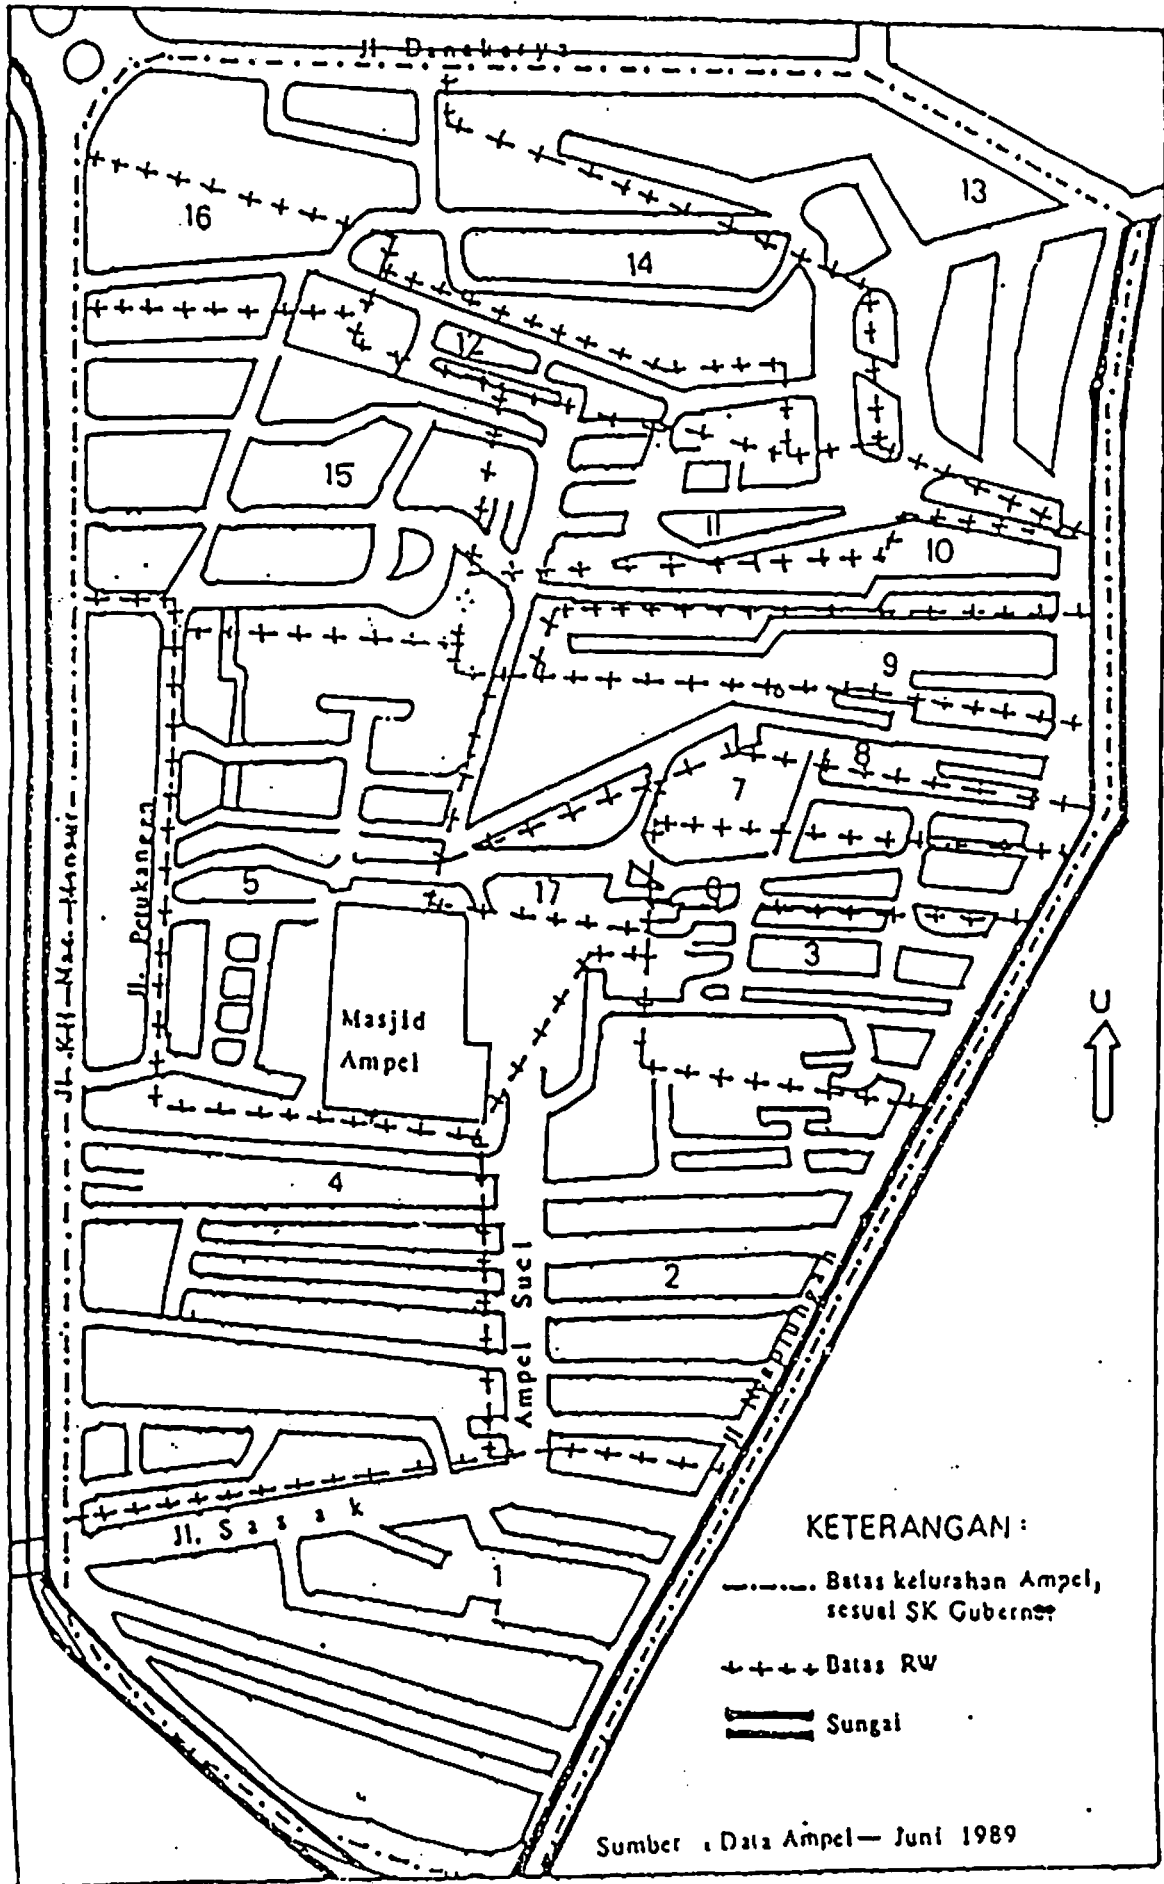 Jl Danakarya
13
16
14
12
15
11
10
9
8
7
5
17
6
3
Jl. KH Mas Mansur
Jl. Petukangan
Masjid
Ampel
U
4
2
Ampel Suci
Jl Nyamplungan
Jl. Sasak
1
KETERANGAN :
Batas kelurahan Ampel,
sesuai SK Gubernur
Batas RW
Sungai
Sumber : Data Ampel — Juni 1989